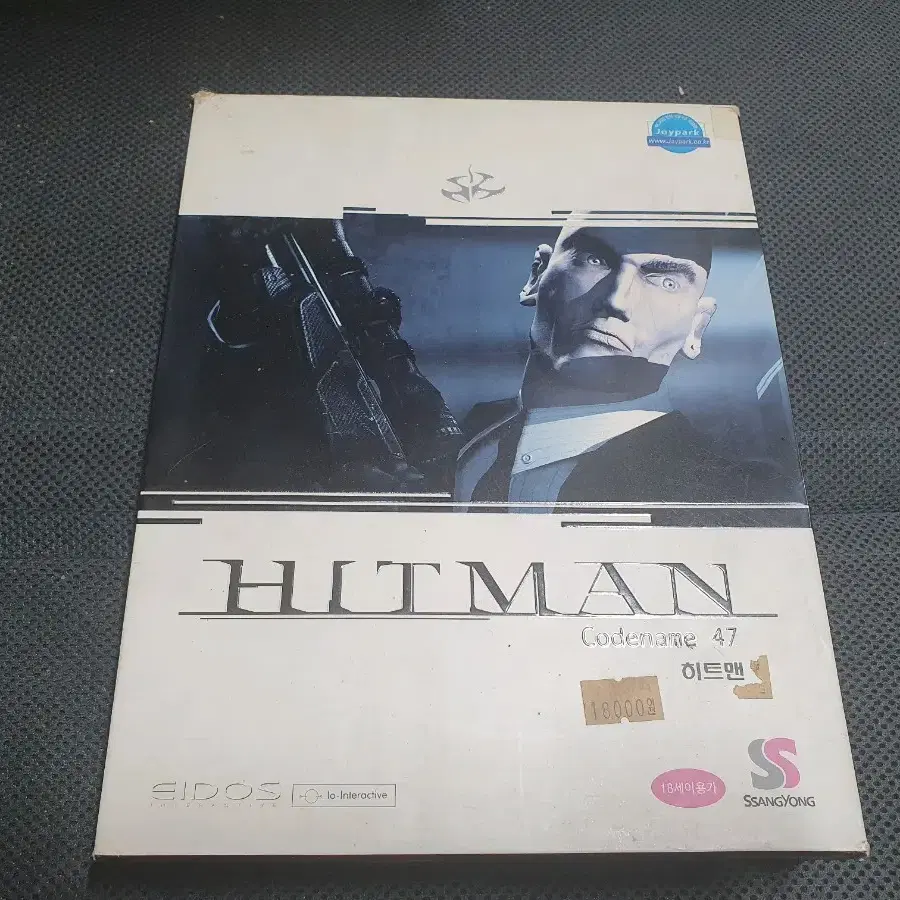 Joypark
www.Joypark.co.kr
HITMAN
Codename 47
히트맨
18000원
EIDOS
INTERACTIVE
Io-Interactive
18세이용가
SSANGYONG